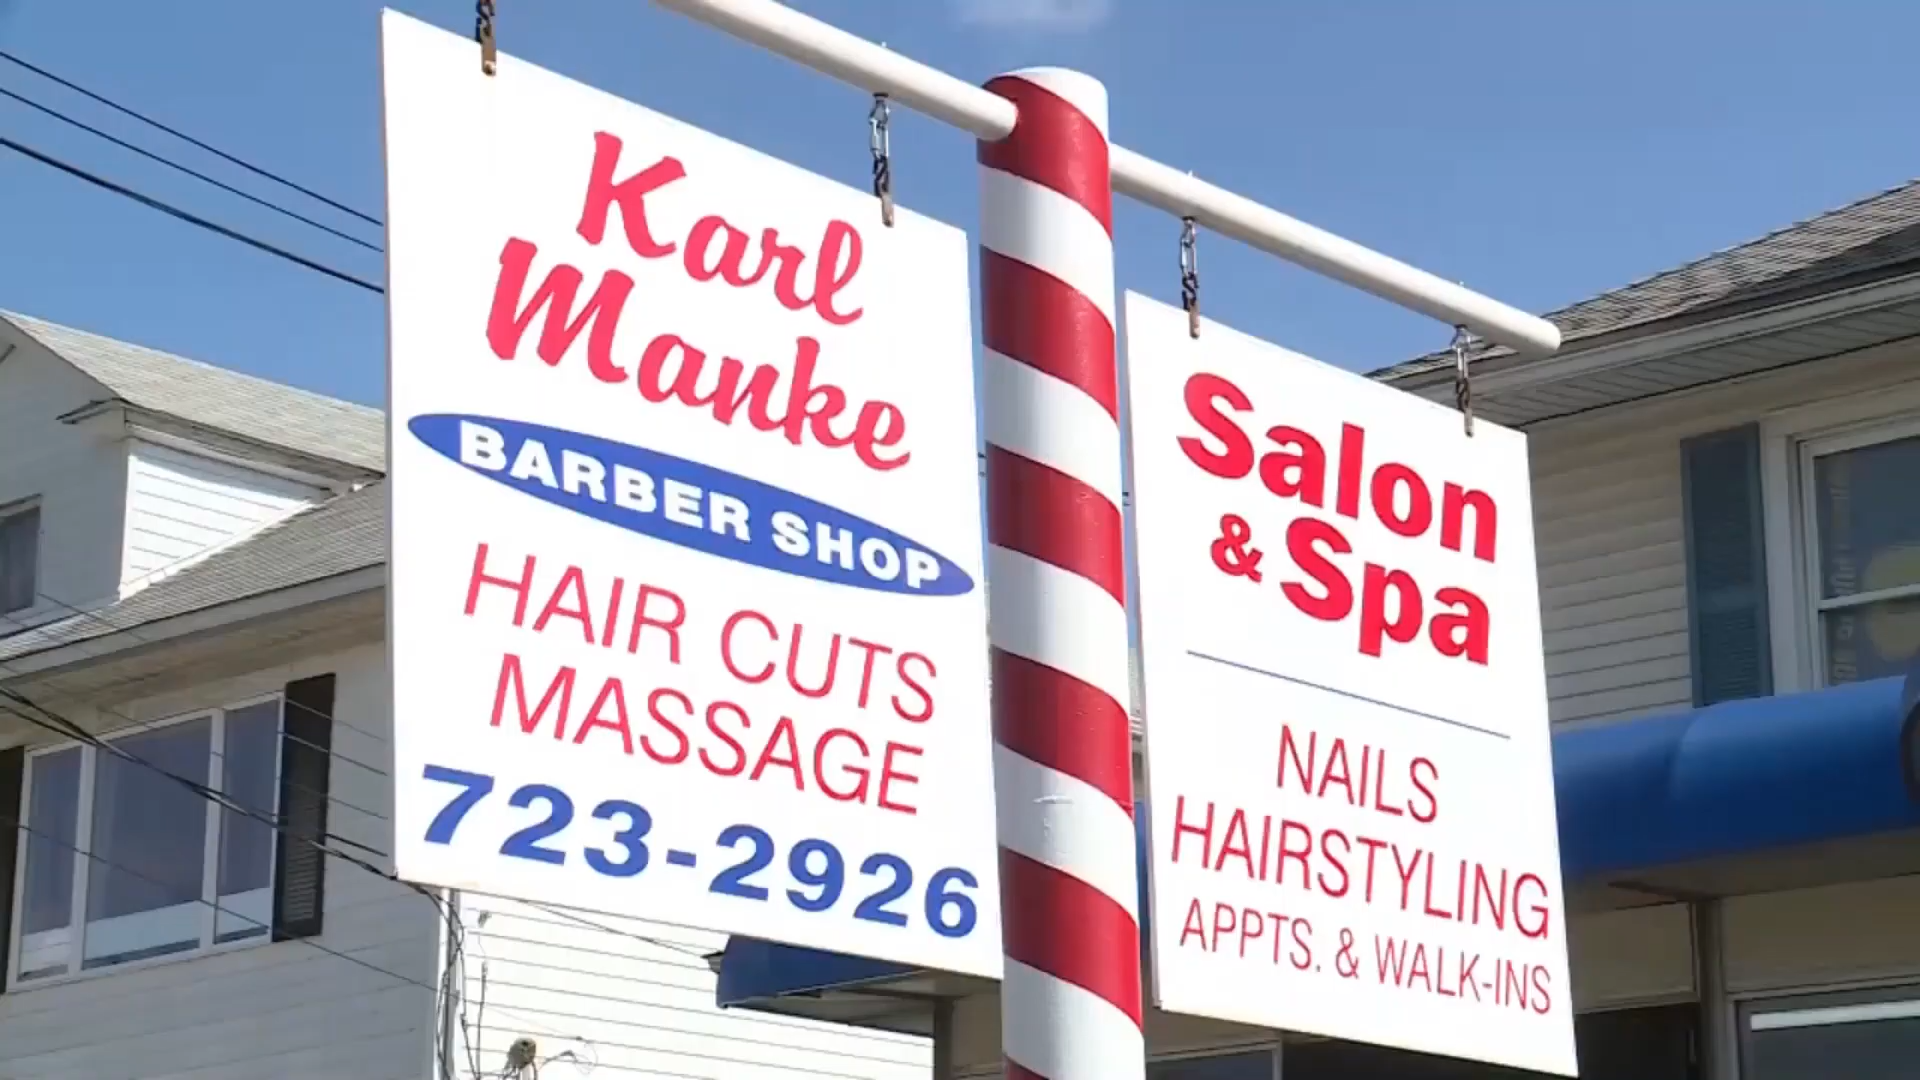 Karl
Manke
BARBER SHOP
HAIR CUTS
MASSAGE
723-2926
Salon
& Spa
NAILS
HAIRSTYLING
APPTS. & WALK-INS